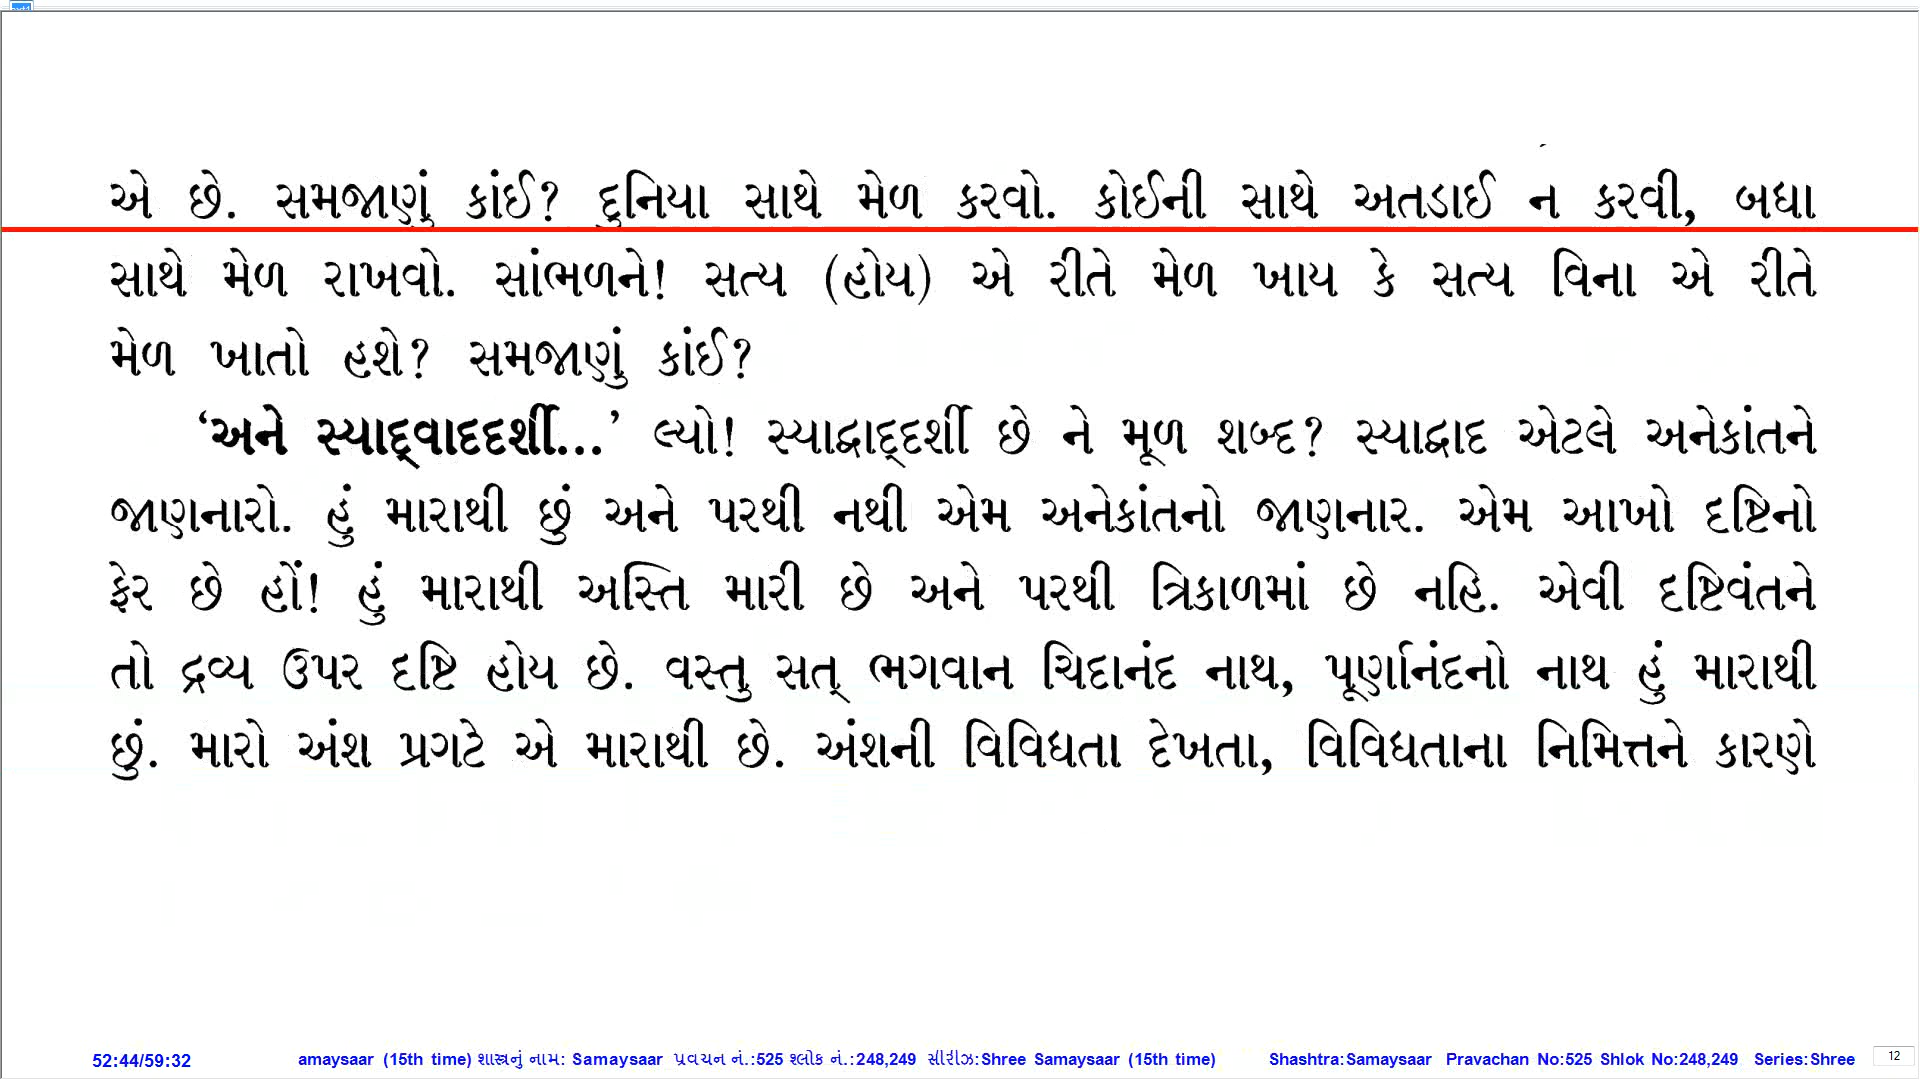 એ છે. સમજાણું કાંઈ? દુનિયા સાથે મેળ કરવો. કોઈની સાથે અતડાઈ ન કરવી, બધા
સાથે મેળ રાખવો. સાંભળને! સત્ય (હોય) એ રીતે મેળ ખાય કે સત્ય વિના એ રીતે
મેળ ખાતો હશે? સમજાણું કાંઈ?
‘અને સ્યાદ્‌વાદદર્શી...’ લ્યો! સ્યાદ્વાદ્‌દર્શી છે ને મૂળ શબ્દ? સ્યાદ્વાદ એટલે અનેકાંતને
જાણનારો. હું મારાથી છું અને પરથી નથી એમ અનેકાંતનો જાણનાર. એમ આખો દૃષ્ટિનો
ફેર છે હોં! હું મારાથી અસ્તિ મારી છે અને પરથી ત્રિકાળમાં છે નહિ. એવી દૃષ્ટિવંતને
તો દ્રવ્ય ઉપર દૃષ્ટિ હોય છે. વસ્તુ સત્ ભગવાન ચિદાનંદ નાથ, પૂર્ણાનંદનો નાથ હું મારાથી
છું. મારો અંશ પ્રગટે એ મારાથી છે. અંશની વિવિધતા દેખતા, વિવિધતાના નિમિત્તને કારણે
52:44/59:32 amaysaar (15th time) શાસ્ત્રનું નામ: Samaysaar પ્રવચન નં.:525 શ્લોક નં.:248,249 સીરીઝ:Shree Samaysaar (15th time) Shashtra:Samaysaar Pravachan No:525 Shlok No:248,249 Series:Shree 12